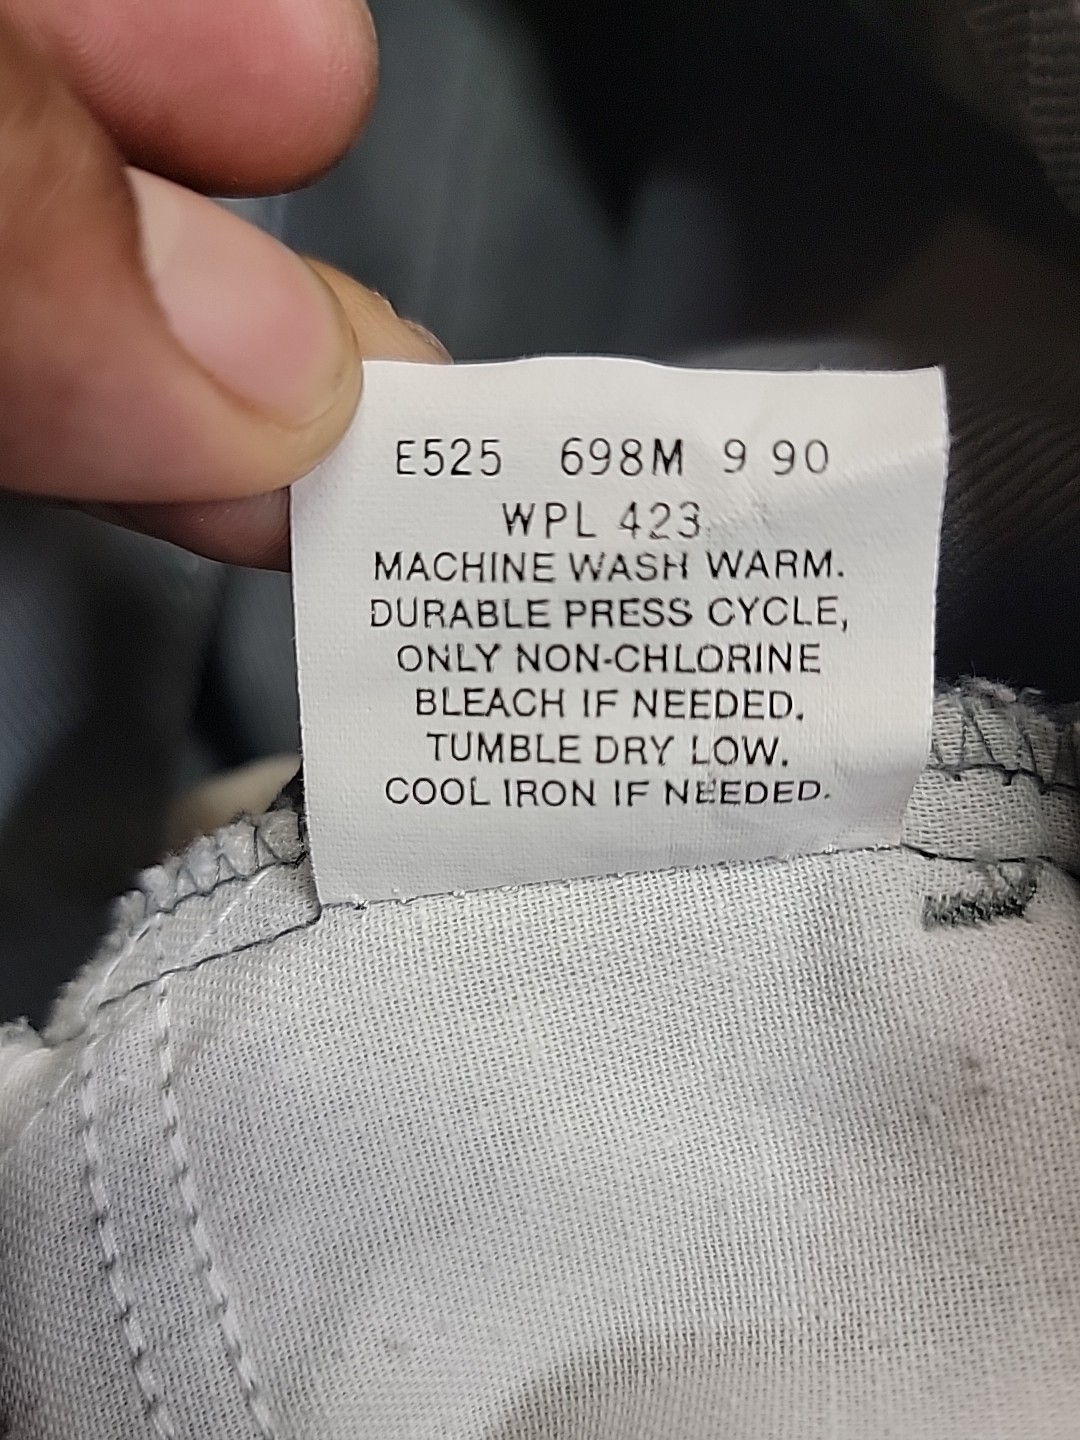 E525 698M 9 90
WPL 423
MACHINE WASH WARM.
DURABLE PRESS CYCLE,
ONLY NON-CHLORINE
BLEACH IF NEEDED.
TUMBLE DRY LOW.
COOL IRON IF NEEDED.